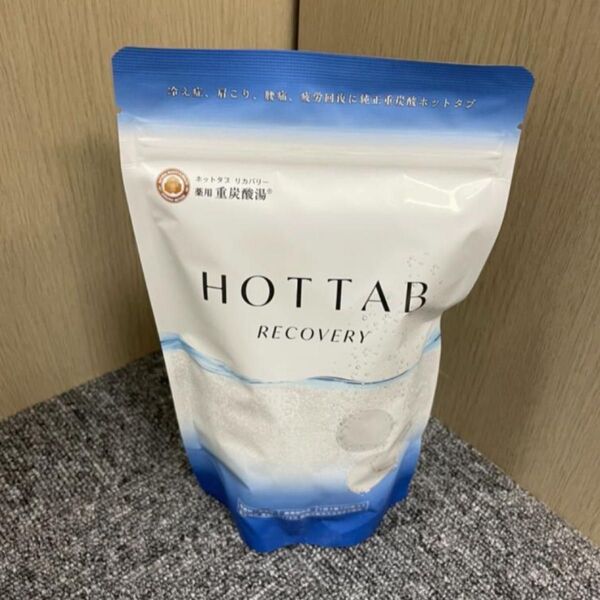 冷え症、肩こり、腰痛、疲労回復に純正重炭酸ホットタブ
ホットタブ リカバリー
薬用 重炭酸湯®
HOT TAB
RECOVERY